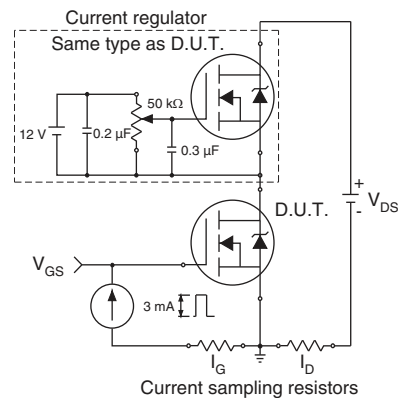 Current regulator
Same type as D.U.T.
50 kΩ
12 V
0.2 µF
0.3 µF
+
V_DS
-
D.U.T.
V_GS
3 mA
I_G
I_D
Current sampling resistors